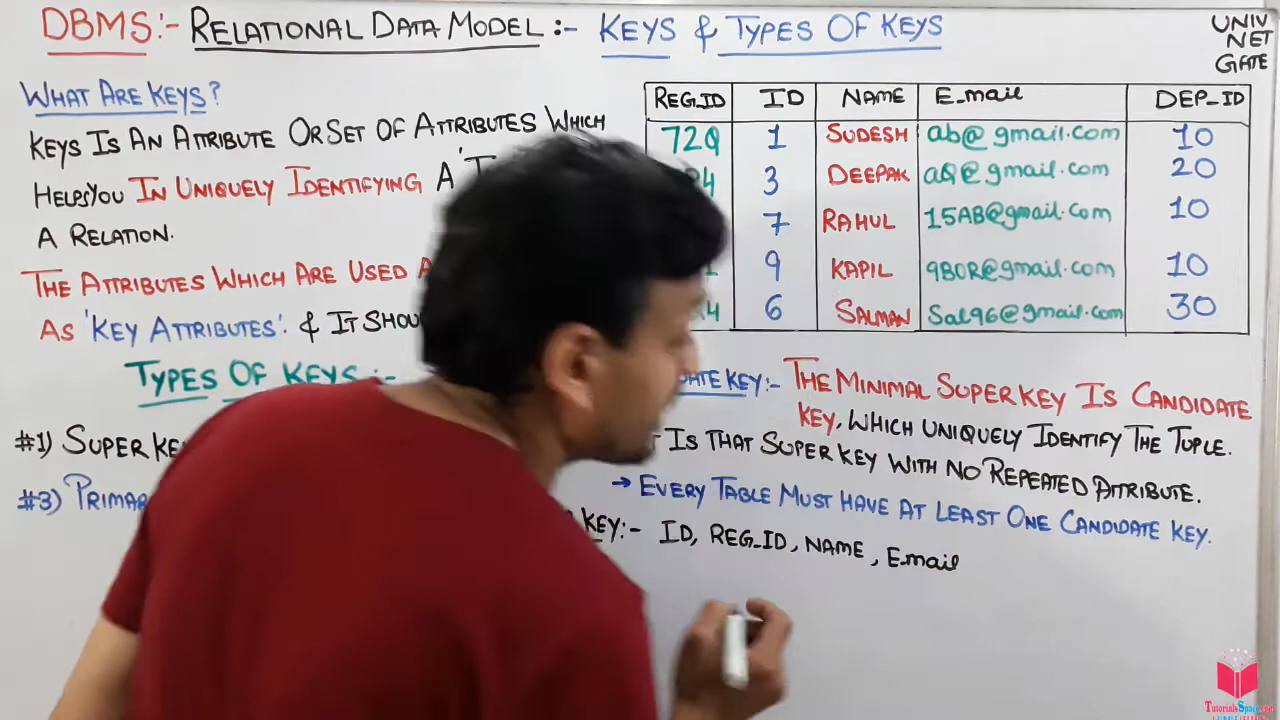 DBMS:- RELATIONAL DATA MODEL:- KEYS & TYPES OF KEYS
UNIV
NET
GATE
WHAT ARE KEYS?
KEYS IS AN ATTRIBUTE OR SET OF ATTRIBUTES WHICH
HELPS YOU IN UNIQUELY IDENTIFYING A
A RELATION.
THE ATTRIBUTES WHICH ARE USED
AS 'KEY ATTRIBUTES'. & IT
TYPES OF KEYS
#1) SUPER
#3)
REG_ID ID NAME E_mail DEP_ID
729 1 SUDESH ab@gmail.com 10
3 DEEPAK aQ@gmail.com 20
7 RAHUL 15AB@gmail.com 10
9 KAPIL 9BOR@gmail.com 10
6 SALMAN Sal96@gmail.com 30
KEY:- THE MINIMAL SUPER KEY IS CANDIDATE
KEY, WHICH UNIQUELY IDENTIFY THE TUPLE.
IS THAT SUPER KEY WITH NO REPEATED ATTRIBUTE.
→ EVERY TABLE MUST HAVE AT LEAST ONE CANDIDATE KEY.
KEY:- ID, REG_ID, NAME, E_mail
TutorialsSpace.com